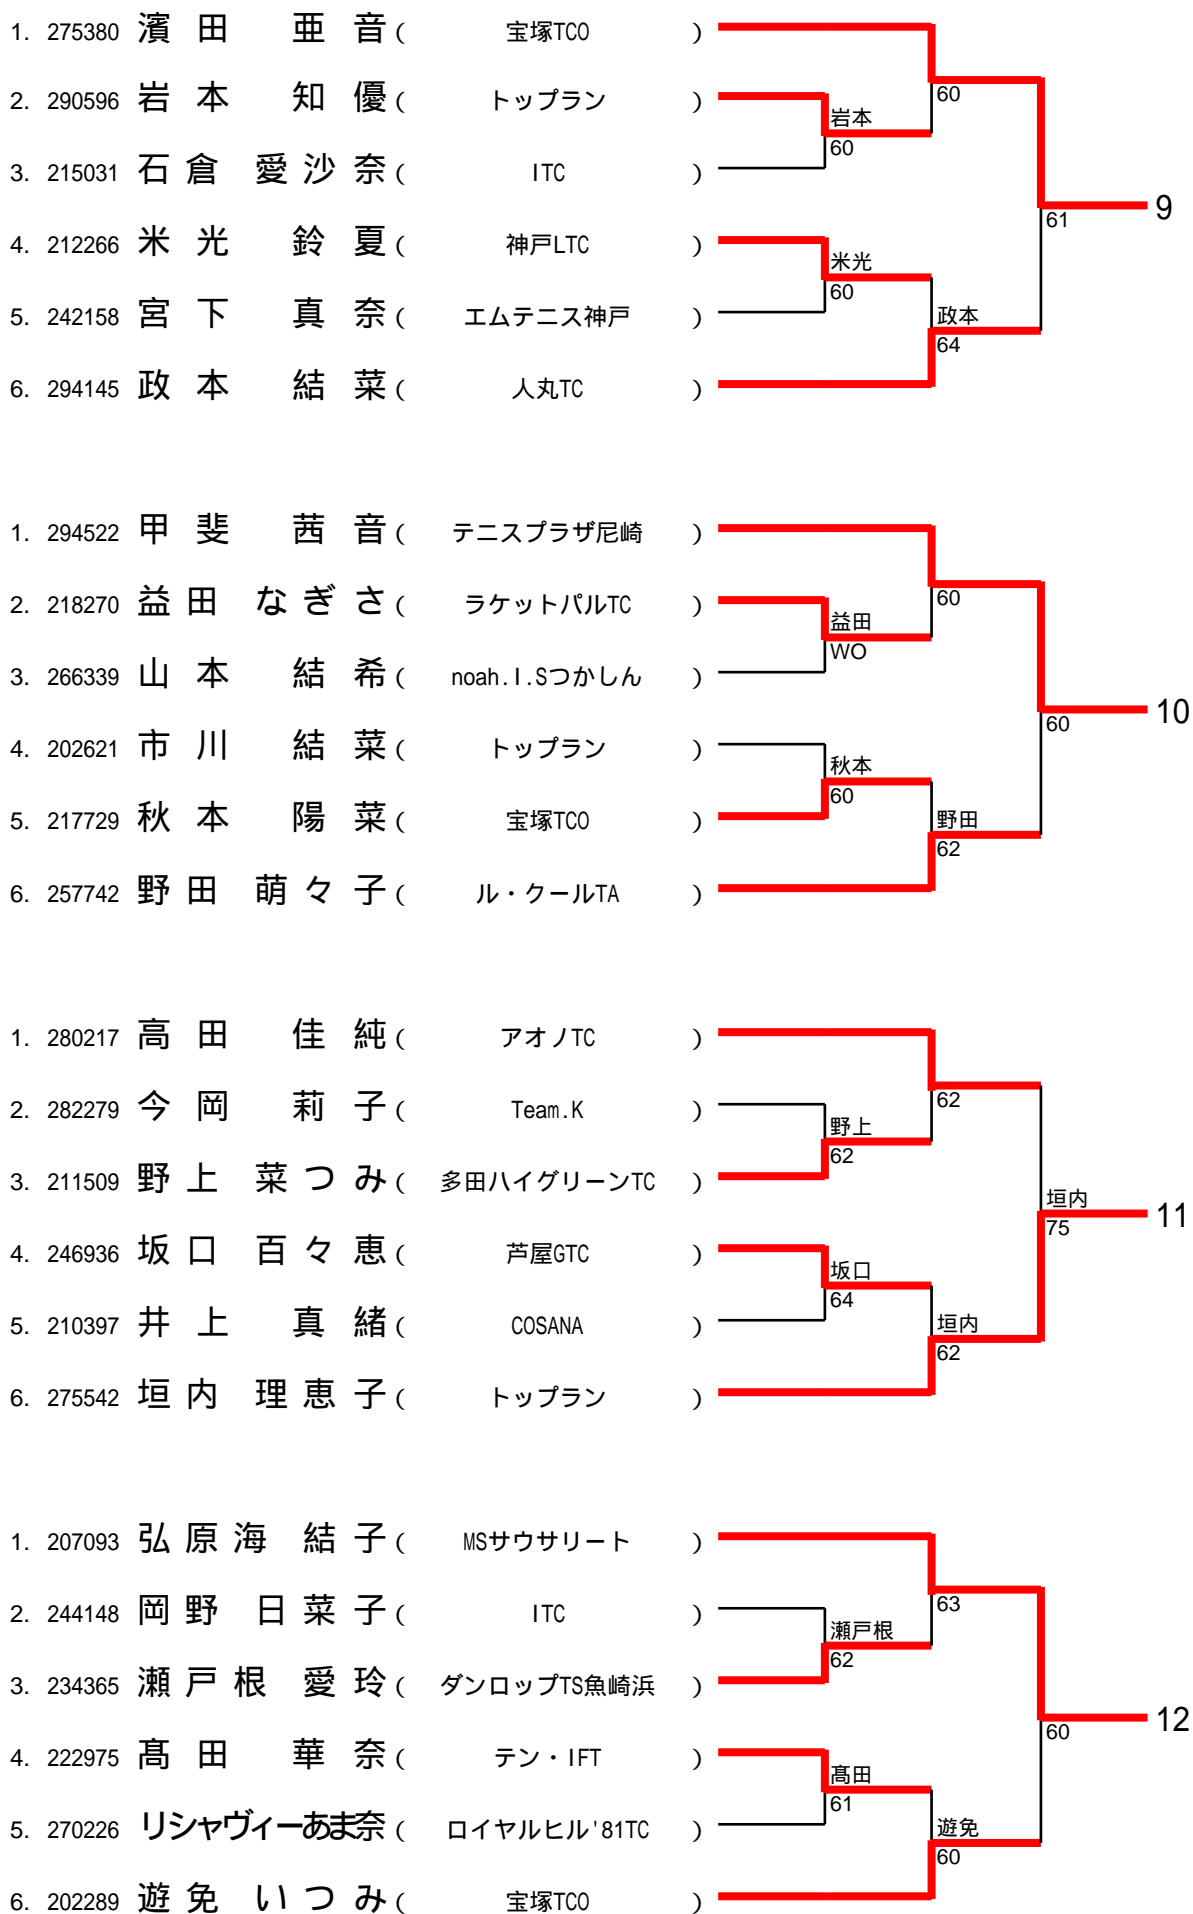 1. 275380 濱田 亜音 ( 宝塚TCO )
60
2. 290596 岩本 知優 ( トップラン )
岩本
60
3. 215031 石倉 愛沙奈 ( ITC )
61 9
4. 212266 米光 鈴夏 ( 神戸LTC )
米光
60
5. 242158 宮下 真奈 ( エムテニス神戸 )
政本
64
6. 294145 政本 結菜 ( 人丸TC )
1. 294522 甲斐 茜音 ( テニスプラザ尼崎 )
60
2. 218270 益田 なぎさ ( ラケットパルTC )
益田
WO
3. 266339 山本 結希 ( noah.I.Sつかしん )
60 10
4. 202621 市川 結菜 ( トップラン )
秋本
60
5. 217729 秋本 陽菜 ( 宝塚TCO )
野田
62
6. 257742 野田 萌々子 ( ル・クールTA )
1. 280217 高田 佳純 ( アオノTC )
62
2. 282279 今岡 莉子 ( Team.K )
野上
62
3. 211509 野上 菜つみ ( 多田ハイグリーンTC )
垣内
75 11
4. 246936 坂口 百々恵 ( 芦屋GTC )
坂口
64
5. 210397 井上 真緒 ( COSANA )
垣内
62
6. 275542 垣内 理恵子 ( トップラン )
1. 207093 弘原海 結子 ( MSサウサリート )
63
2. 244148 岡野 日菜子 ( ITC )
瀬戸根
62
3. 234365 瀬戸根 愛玲 ( ダンロップTS魚崎浜 )
60 12
4. 222975 髙田 華奈 ( テン・IFT )
髙田
61
5. 270226 リシャヴィーあま奈 ( ロイヤルヒル'81TC )
遊免
60
6. 202289 遊免 いつみ ( 宝塚TCO )